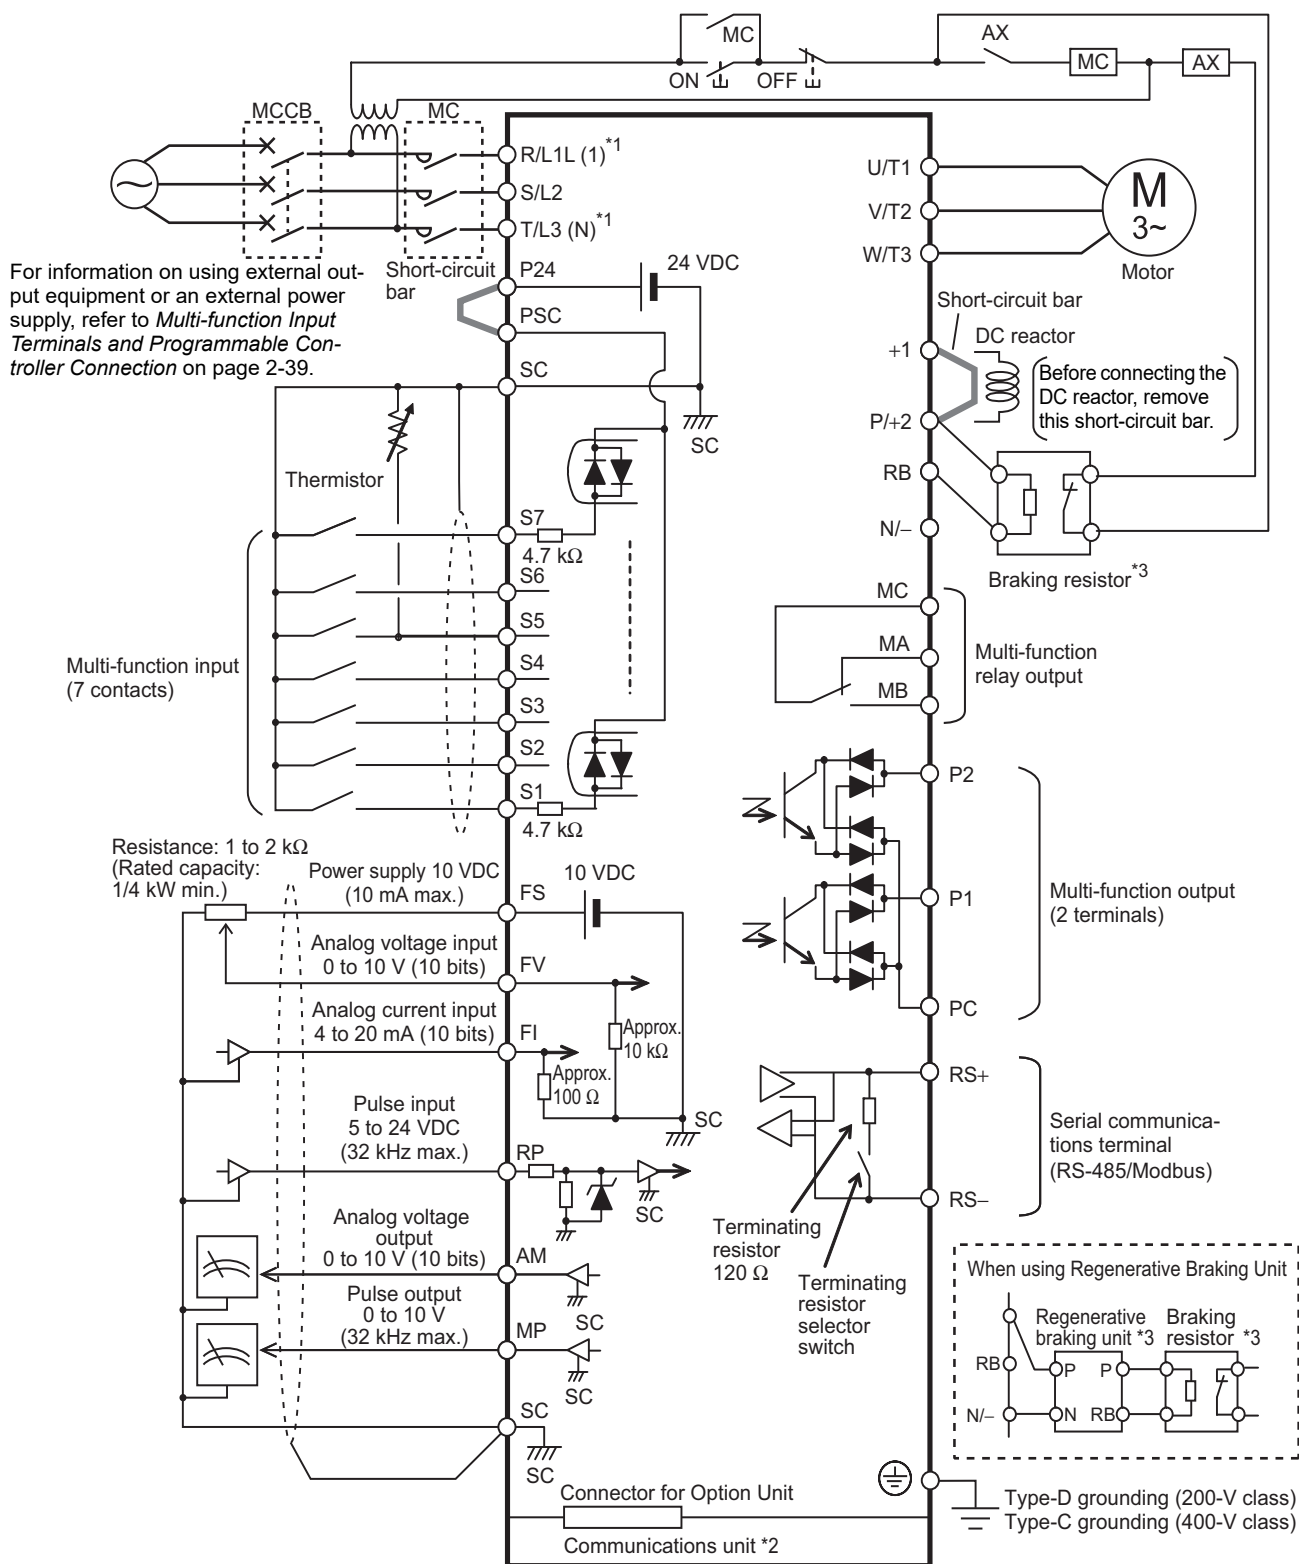 MC
AX
ON
OFF
MC
AX
MCCB
MC
R/L1L (1)*1
S/L2
T/L3 (N)*1
U/T1
V/T2
W/T3
M
3~
Motor
For information on using external out-
put equipment or an external power
supply, refer to Multi-function Input
Terminals and Programmable Con-
troller Connection on page 2-39.
Short-circuit
bar
P24
24 VDC
PSC
SC
SC
Short-circuit bar
DC reactor
+1
Before connecting the
DC reactor, remove
this short-circuit bar.
P/+2
RB
N/−
Braking resistor*3
Thermistor
S7
4.7 kΩ
S6
S5
S4
S3
S2
S1
4.7 kΩ
Multi-function input
(7 contacts)
MC
MA
MB
Multi-function
relay output
P2
P1
PC
Multi-function output
(2 terminals)
Resistance: 1 to 2 kΩ
(Rated capacity:
1/4 kW min.)
Power supply 10 VDC
(10 mA max.)
FS
10 VDC
Analog voltage input
0 to 10 V (10 bits)
FV
Analog current input
4 to 20 mA (10 bits)
FI
Approx.
10 kΩ
Approx.
100 Ω
SC
Pulse input
5 to 24 VDC
(32 kHz max.)
RP
SC
Analog voltage
output
0 to 10 V (10 bits)
AM
SC
Pulse output
0 to 10 V
(32 kHz max.)
MP
SC
SC
SC
RS+
RS−
Serial communica-
tions terminal
(RS-485/Modbus)
Terminating
resistor
120 Ω
Terminating
resistor
selector
switch
When using Regenerative Braking Unit
Regenerative
braking unit *3
Braking
resistor *3
RB
P
P
N/−
N
RB
Connector for Option Unit
Communications unit *2
Type-D grounding (200-V class)
Type-C grounding (400-V class)